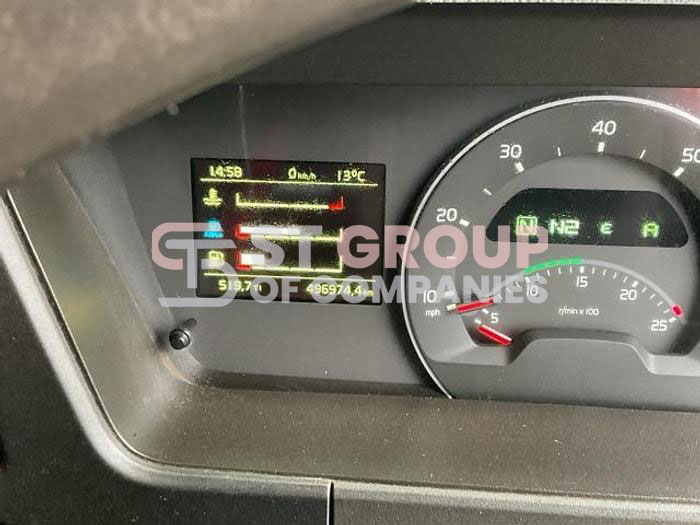 14:58 0 km/h 13°C
519,7 m 496974,4 km
ST GROUP
OF COMPANIES
10 20 30 40 50
mph
N N2 E A
5 10 15 20 25
r/min x 100